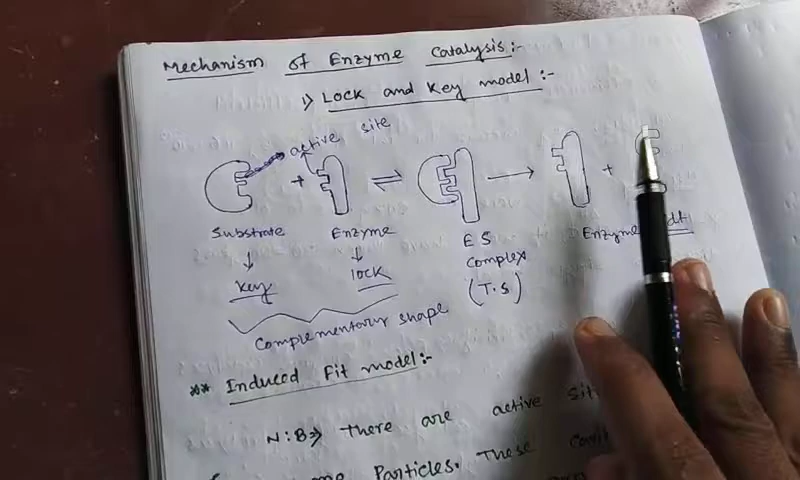 Mechanism of Enzyme Catalysis:-
1) Lock and Key model :-
active site
+
⇌
→
+
Substrate
Enzyme
ES
Complex
(T.S)
Enzyme
↓
Key
↓
lock
Complementary shape
** Induced Fit model:-
N:B⇒ There are active
Particles. These